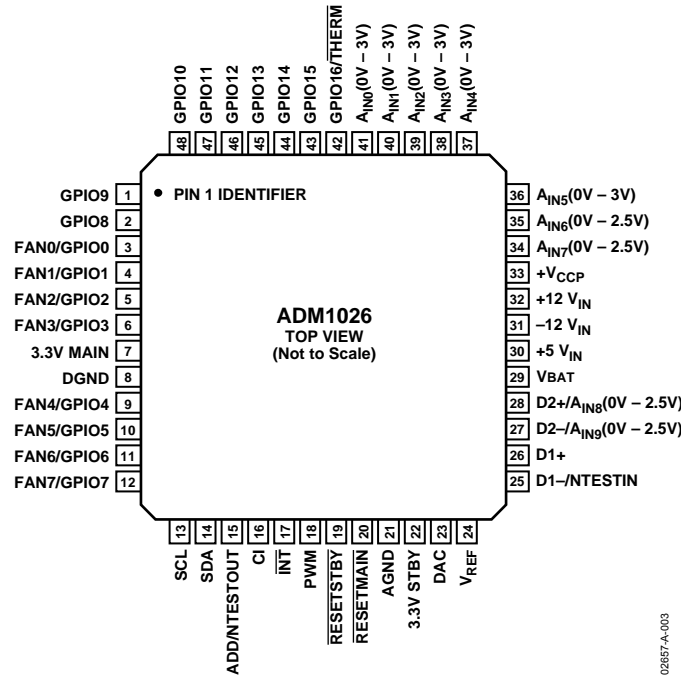 GPIO10
GPIO11
GPIO12
GPIO13
GPIO14
GPIO15
GPIO16/THERM
AIN0(0V – 3V)
AIN1(0V – 3V)
AIN2(0V – 3V)
AIN3(0V – 3V)
AIN4(0V – 3V)
48
47
46
45
44
43
42
41
40
39
38
37
GPIO9 1
GPIO8 2
FAN0/GPIO0 3
FAN1/GPIO1 4
FAN2/GPIO2 5
FAN3/GPIO3 6
3.3V MAIN 7
DGND 8
FAN4/GPIO4 9
FAN5/GPIO5 10
FAN6/GPIO6 11
FAN7/GPIO7 12
PIN 1 IDENTIFIER
ADM1026
TOP VIEW
(Not to Scale)
36 AIN5(0V – 3V)
35 AIN6(0V – 2.5V)
34 AIN7(0V – 2.5V)
33 +VCCP
32 +12 VIN
31 –12 VIN
30 +5 VIN
29 VBAT
28 D2+/AIN8(0V – 2.5V)
27 D2–/AIN9(0V – 2.5V)
26 D1+
25 D1–/NTESTIN
13
14
15
16
17
18
19
20
21
22
23
24
SCL
SDA
ADD/NTESTOUT
CI
INT
PWM
RESETSTBY
RESETMAIN
AGND
3.3V STBY
DAC
VREF
02657-A-003